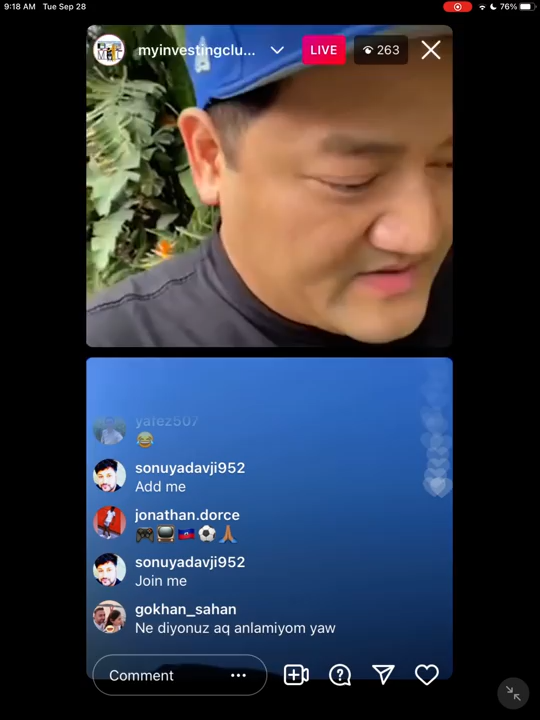 9:18 AM Tue Sep 28
76%
myinvestingclu...
LIVE
263
yafez507
😂
sonuyadavji952
Add me
jonathan.dorce
🎮📺🇭🇹⚽🙏🏾
sonuyadavji952
Join me
gokhan_sahan
Ne diyonuz aq anlamiyom yaw
Comment